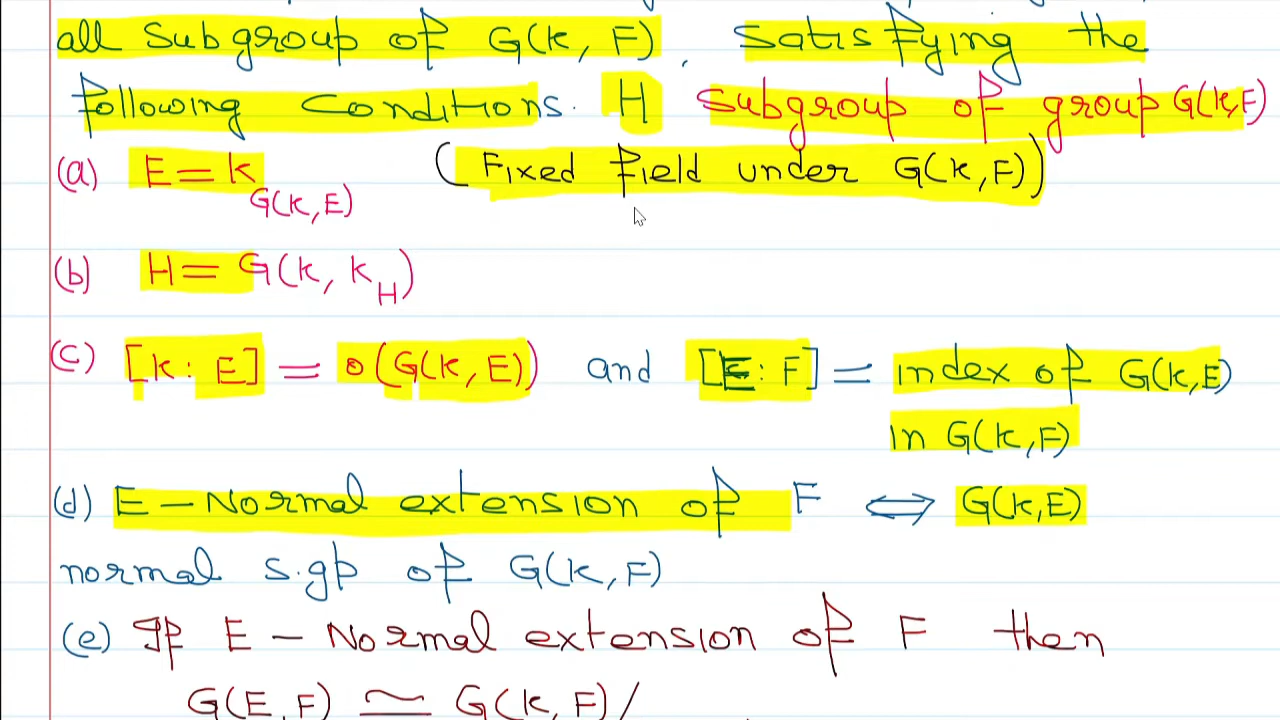 all subgroup of G(K, F), satisfying the
following conditions. H subgroup of group G(K,F)
(a) E = K_G(K,E) (Fixed field under G(K,F))
(b) H = G(K, K_H)
(c) [K : E] = o(G(K,E)) and [E : F] = index of G(K,E)
in G(K,F)
(d) E - Normal extension of F ⟺ G(K,E)
normal s.gp of G(K,F)
(e) If E - Normal extension of F then
G(E,F) ≃ G(K,F)/